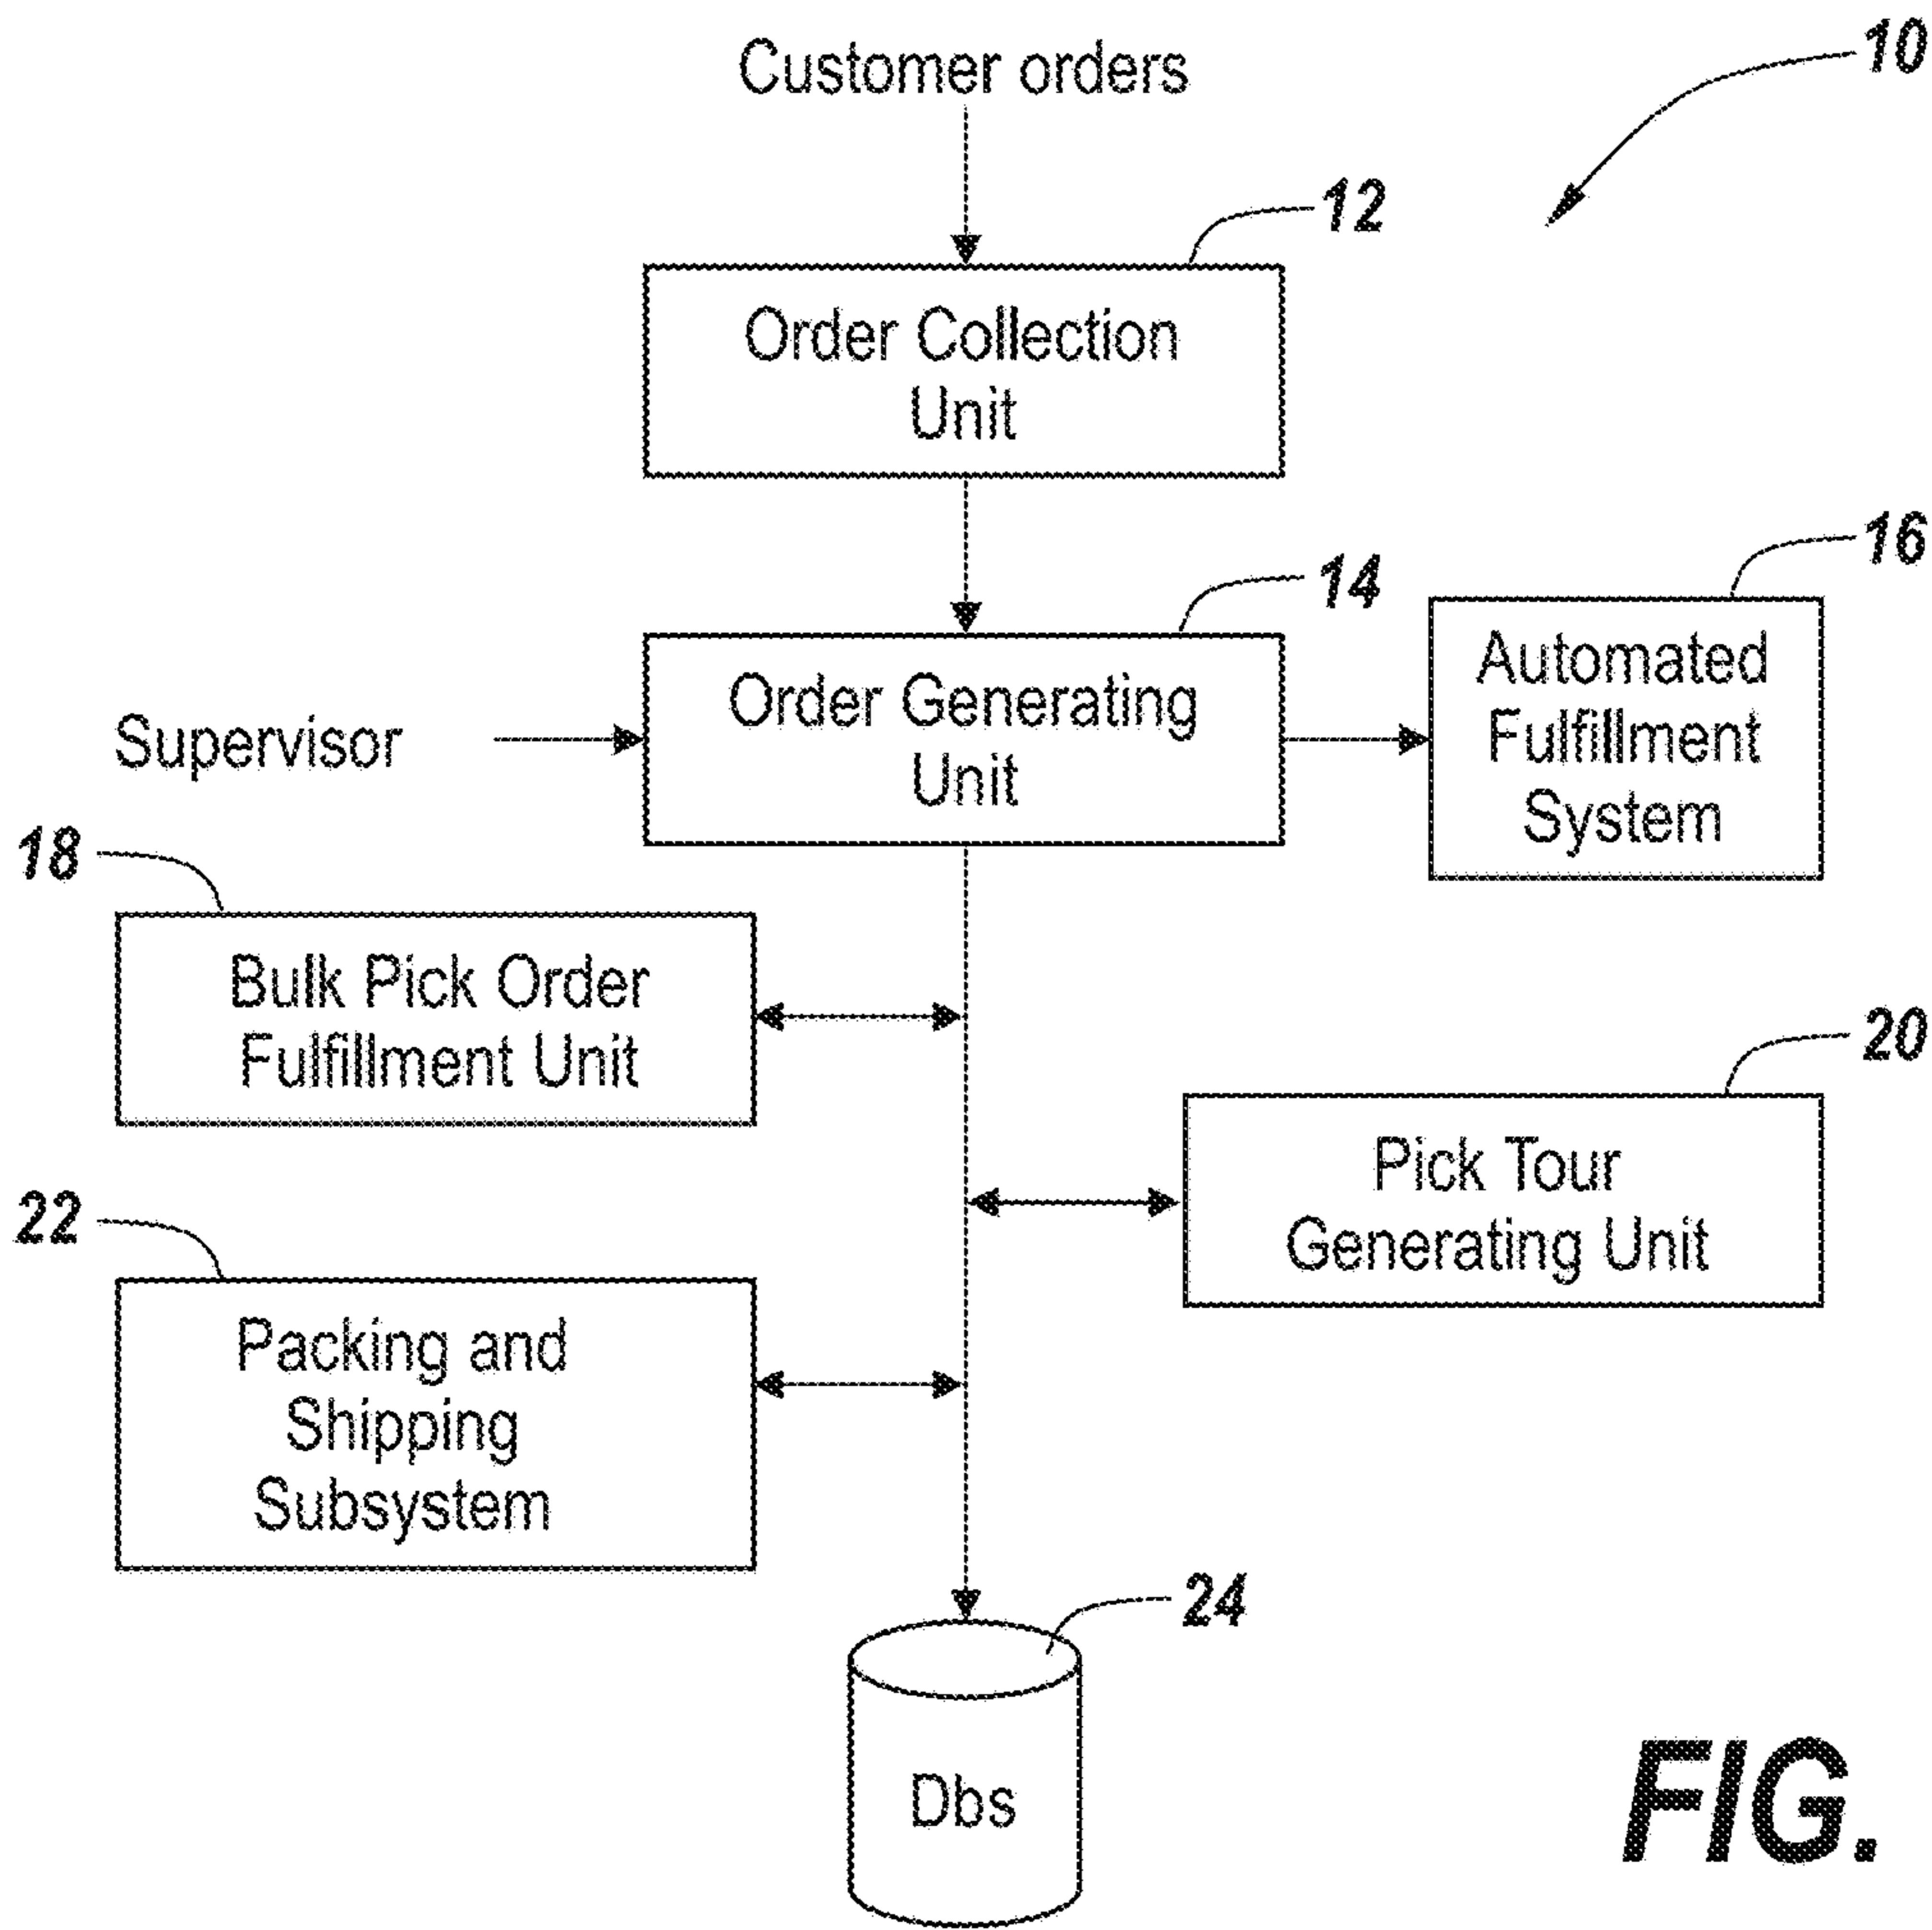 Customer orders
10
12
Order Collection
Unit
14
16
Order Generating
Unit
Automated
Fulfillment
System
Supervisor
18
Bulk Pick Order
Fulfillment Unit
20
Pick Tour
Generating Unit
22
Packing and
Shipping
Subsystem
24
Dbs
FIG.